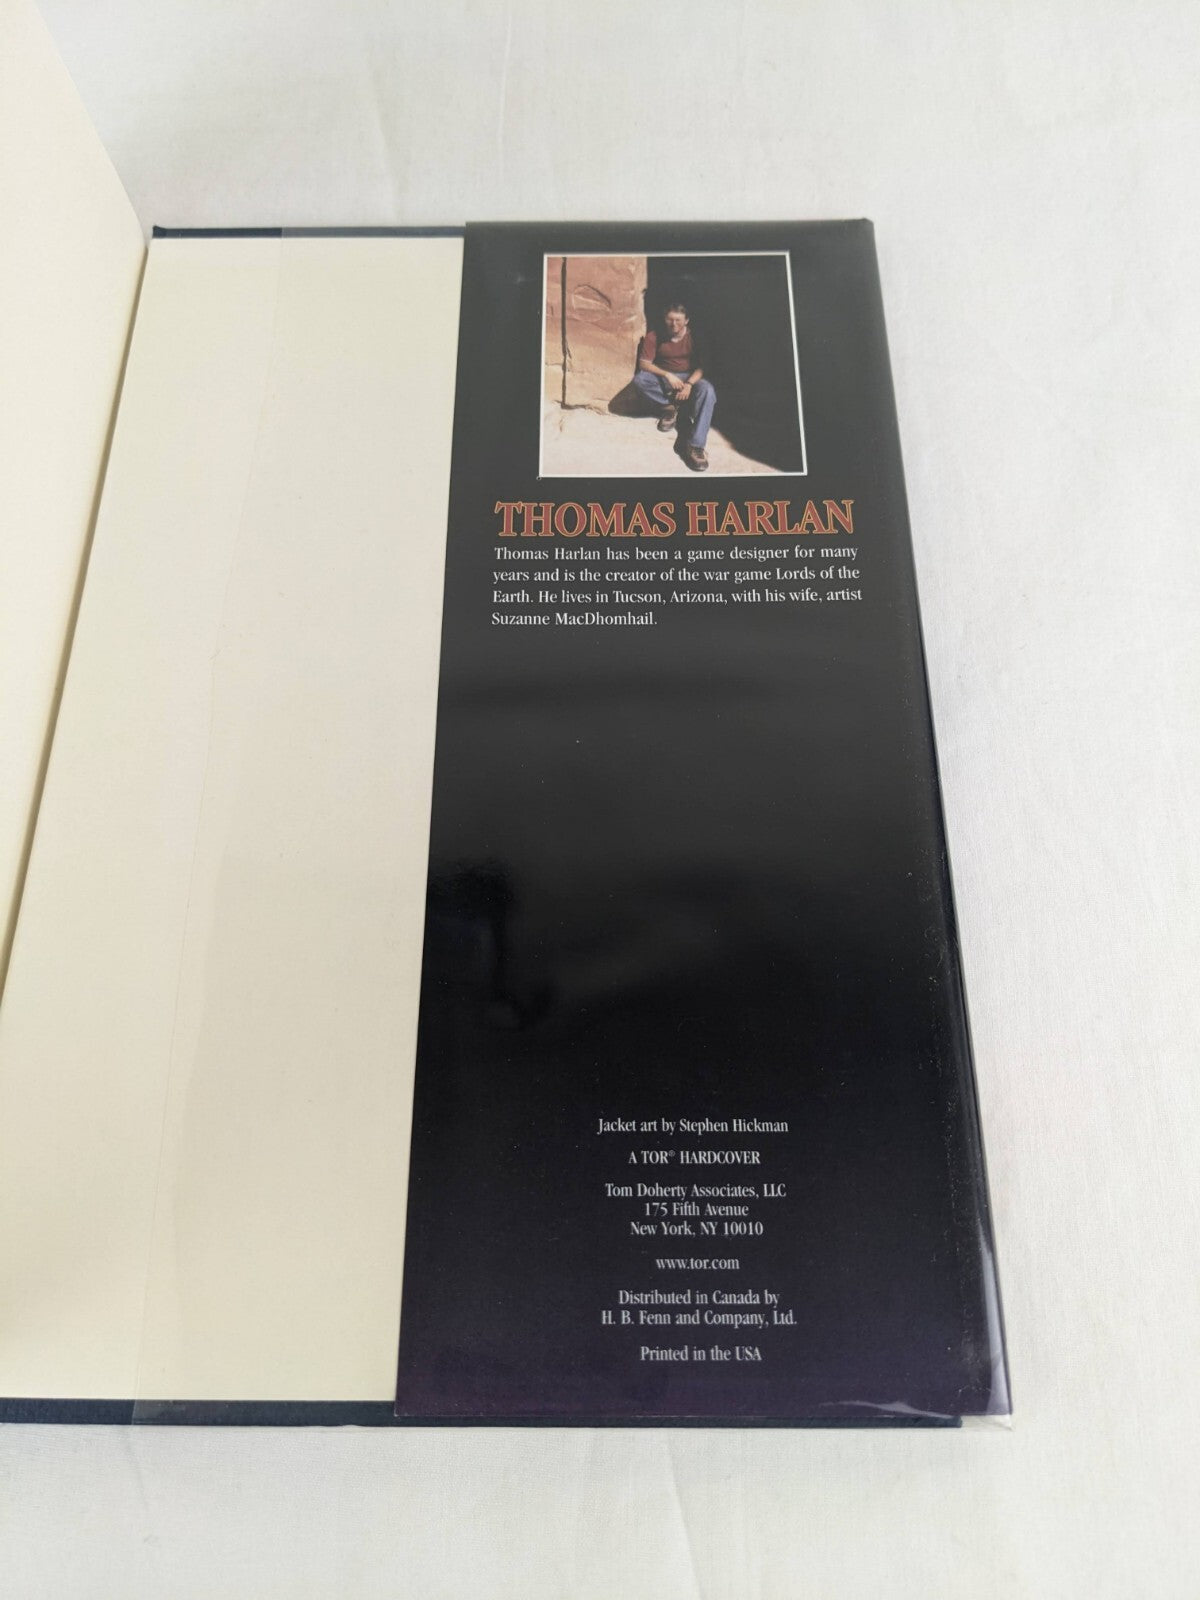 THOMAS HARLAN
Thomas Harlan has been a game designer for many
years and is the creator of the war game Lords of the
Earth. He lives in Tucson, Arizona, with his wife, artist
Suzanne MacDhomhail.
Jacket art by Stephen Hickman
A TOR® HARDCOVER
Tom Doherty Associates, LLC
175 Fifth Avenue
New York, NY 10010
www.tor.com
Distributed in Canada by
H. B. Fenn and Company, Ltd.
Printed in the USA